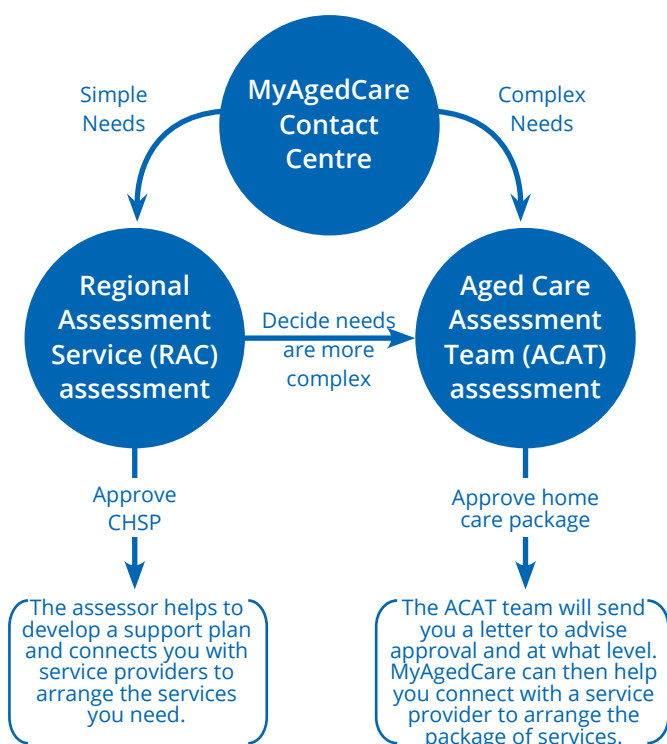 MyAgedCare
Contact
Centre
Simple
Needs
Complex
Needs
Regional
Assessment
Service (RAC)
assessment
Decide needs
are more
complex
Aged Care
Assessment
Team (ACAT)
assessment
Approve
CHSP
Approve home
care package
The assessor helps to
develop a support plan
and connects you with
service providers to
arrange the services
you need.
The ACAT team will send
you a letter to advise
approval and at what level.
MyAgedCare can then help
you connect with a service
provider to arrange the
package of services.